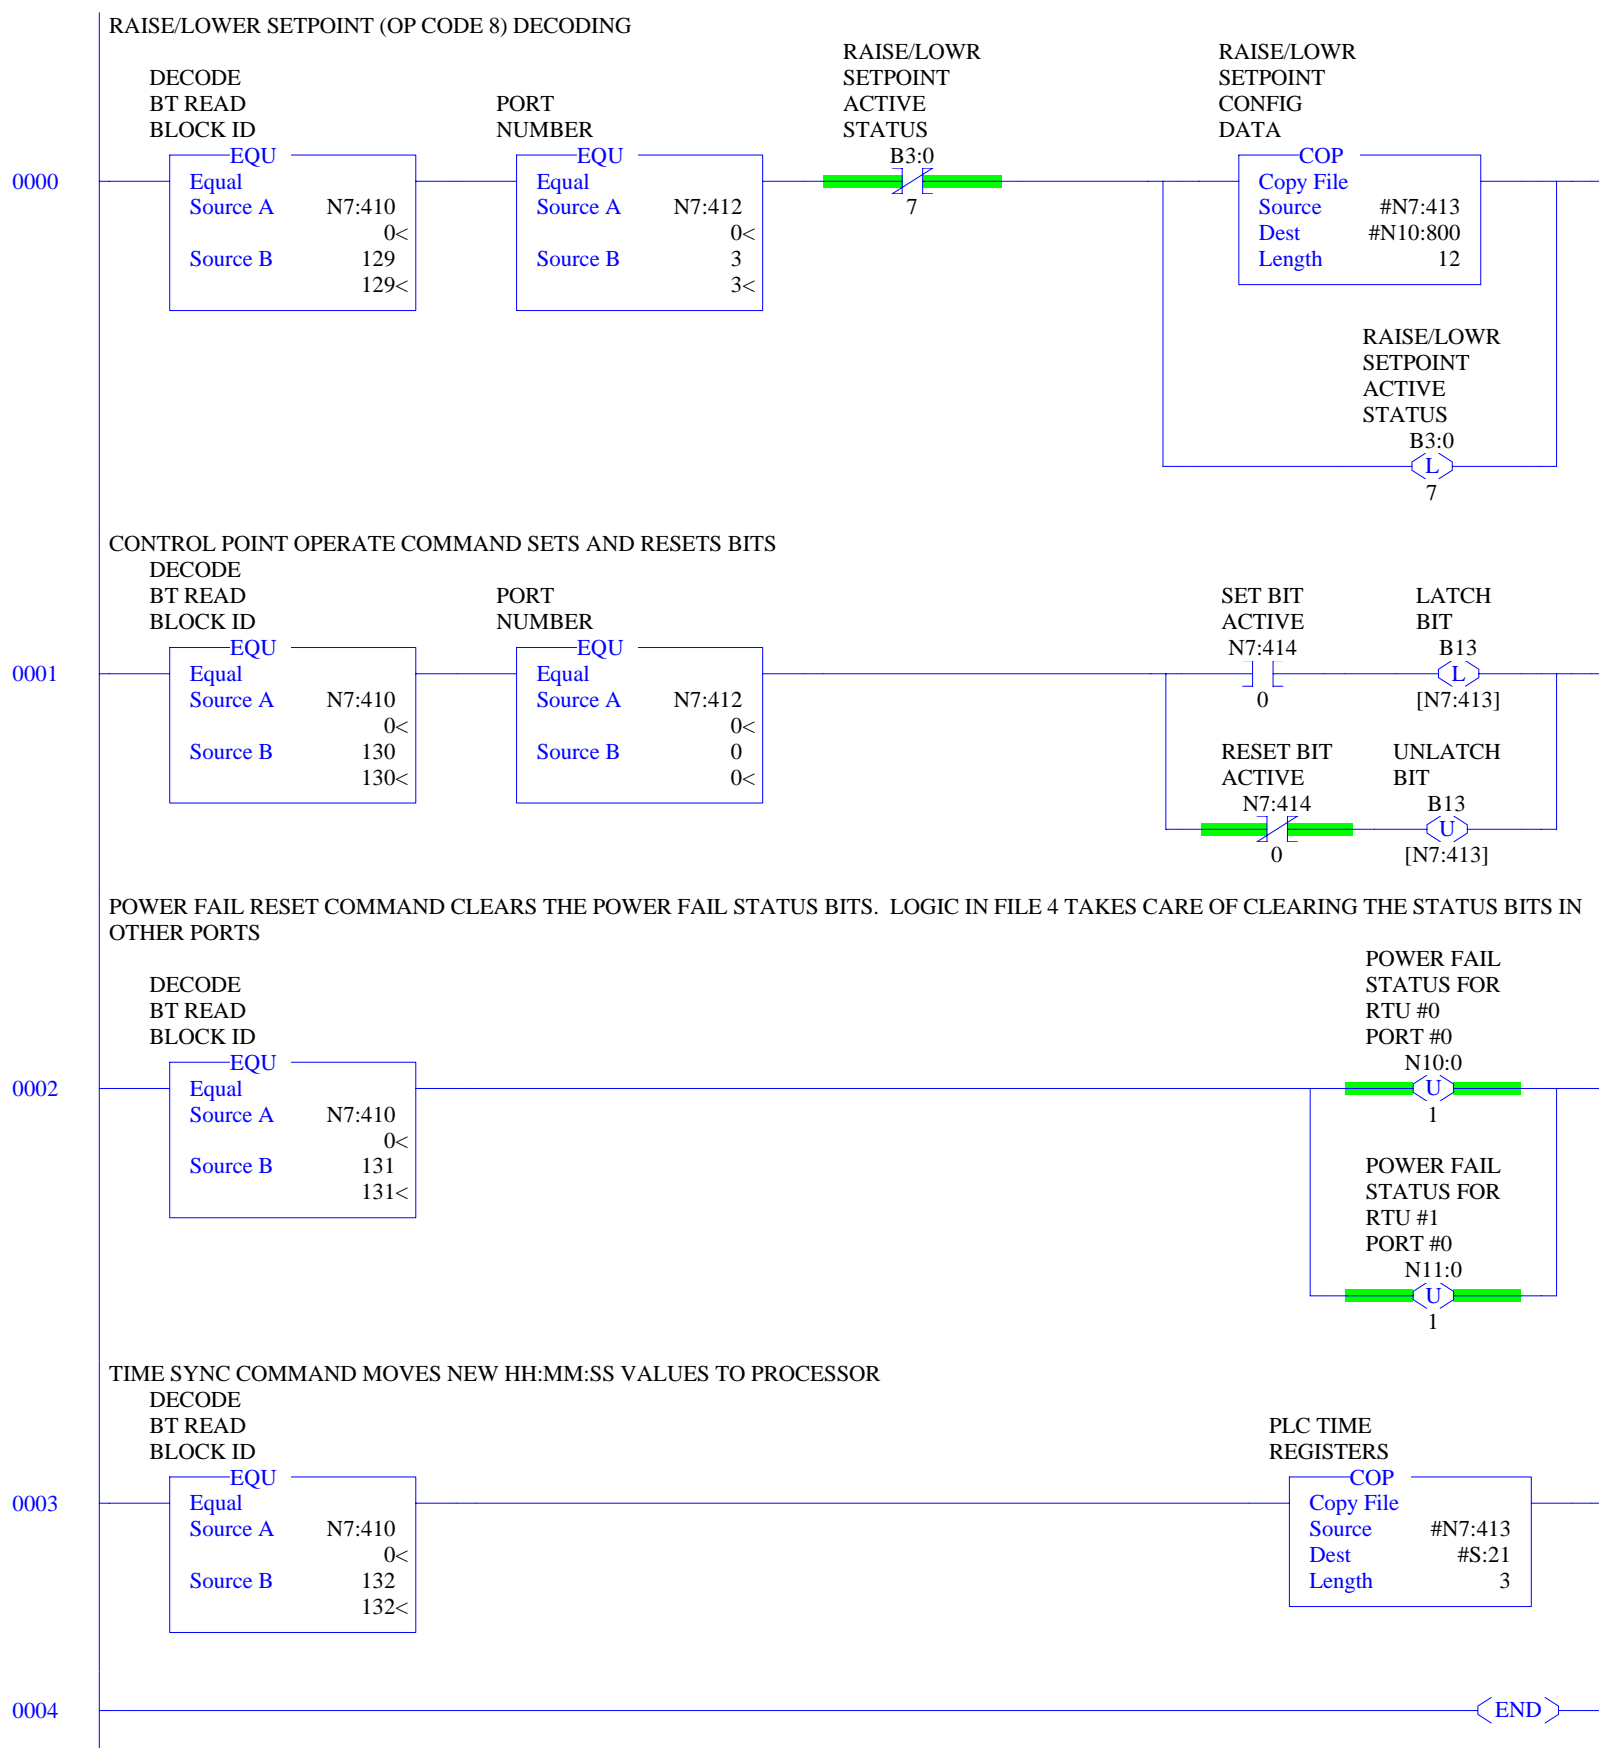 RAISE/LOWER SETPOINT (OP CODE 8) DECODING
DECODE
BT READ
BLOCK ID
PORT
NUMBER
RAISE/LOWR
SETPOINT
ACTIVE
STATUS
RAISE/LOWR
SETPOINT
CONFIG
DATA
0000
EQU
Equal
Source A N7:410
0<
Source B 129
129<
EQU
Equal
Source A N7:412
0<
Source B 3
3<
B3:0
7
COP
Copy File
Source #N7:413
Dest #N10:800
Length 12
RAISE/LOWR
SETPOINT
ACTIVE
STATUS
B3:0
L
7
CONTROL POINT OPERATE COMMAND SETS AND RESETS BITS
DECODE
BT READ
BLOCK ID
PORT
NUMBER
SET BIT
ACTIVE
LATCH
BIT
0001
EQU
Equal
Source A N7:410
0<
Source B 130
130<
EQU
Equal
Source A N7:412
0<
Source B 0
0<
N7:414
0
B13
L
[N7:413]
RESET BIT
ACTIVE
N7:414
0
UNLATCH
BIT
B13
U
[N7:413]
POWER FAIL RESET COMMAND CLEARS THE POWER FAIL STATUS BITS.  LOGIC IN FILE 4 TAKES CARE OF CLEARING THE STATUS BITS IN
OTHER PORTS
DECODE
BT READ
BLOCK ID
0002
EQU
Equal
Source A N7:410
0<
Source B 131
131<
POWER FAIL
STATUS FOR
RTU #0
PORT #0
N10:0
U
1
POWER FAIL
STATUS FOR
RTU #1
PORT #0
N11:0
U
1
TIME SYNC COMMAND MOVES NEW HH:MM:SS VALUES TO PROCESSOR
DECODE
BT READ
BLOCK ID
0003
EQU
Equal
Source A N7:410
0<
Source B 132
132<
PLC TIME
REGISTERS
COP
Copy File
Source #N7:413
Dest #S:21
Length 3
0004
END